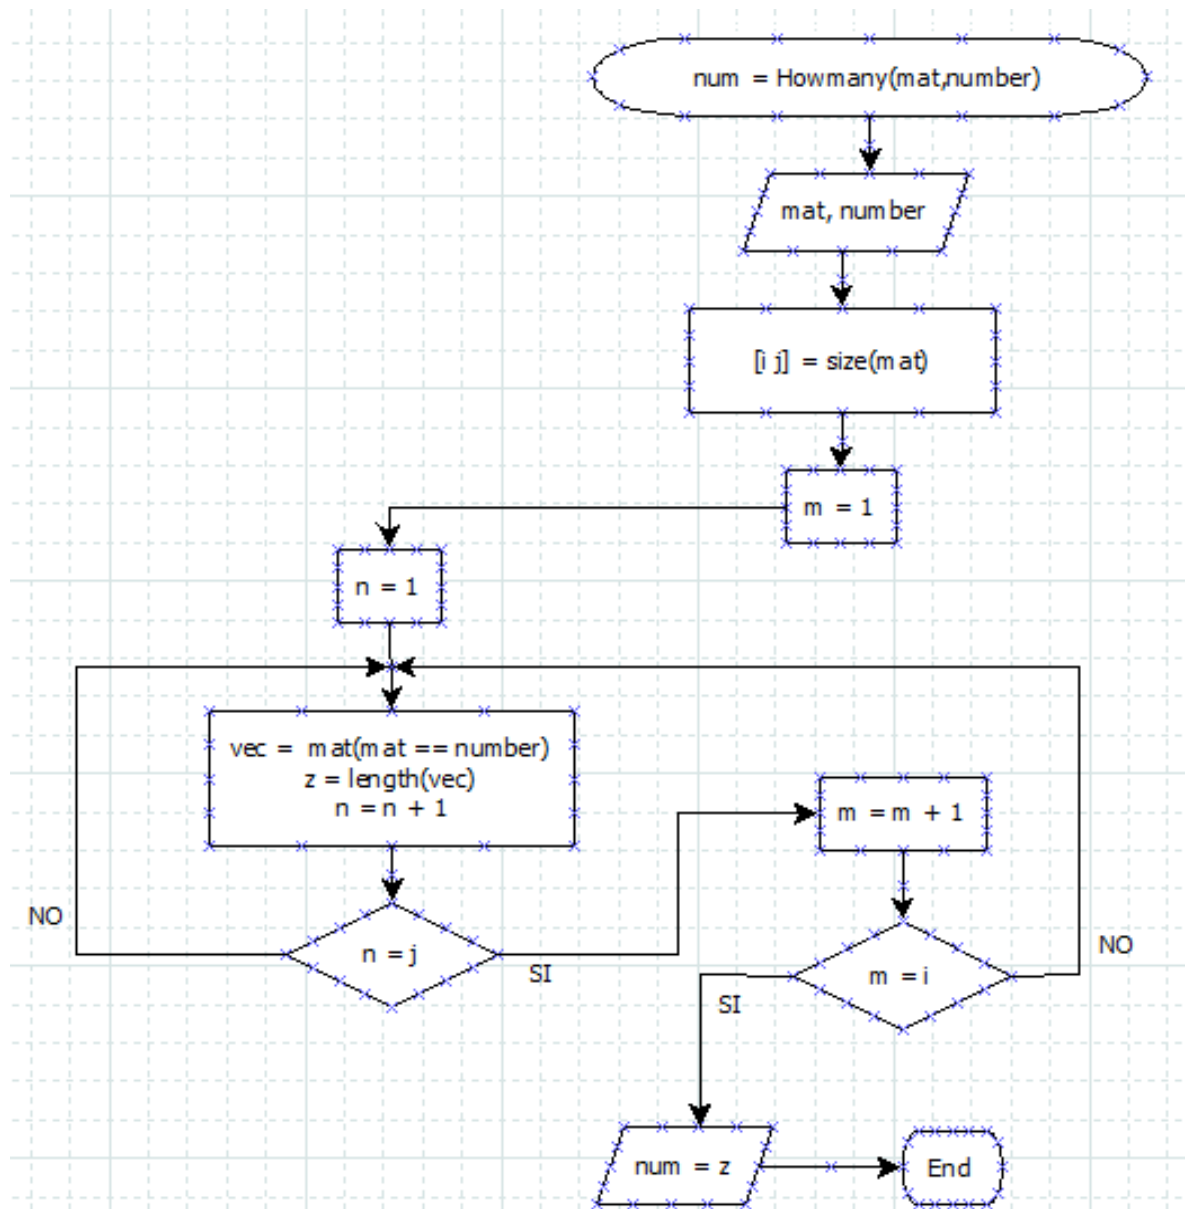 num = Howmany(mat,number)
mat, number
[i j] = size(mat)
m = 1
n = 1
vec = mat(mat == number)
z = length(vec)
n = n + 1
m = m + 1
NO
n = j
SI
m = i
NO
SI
num = z
End